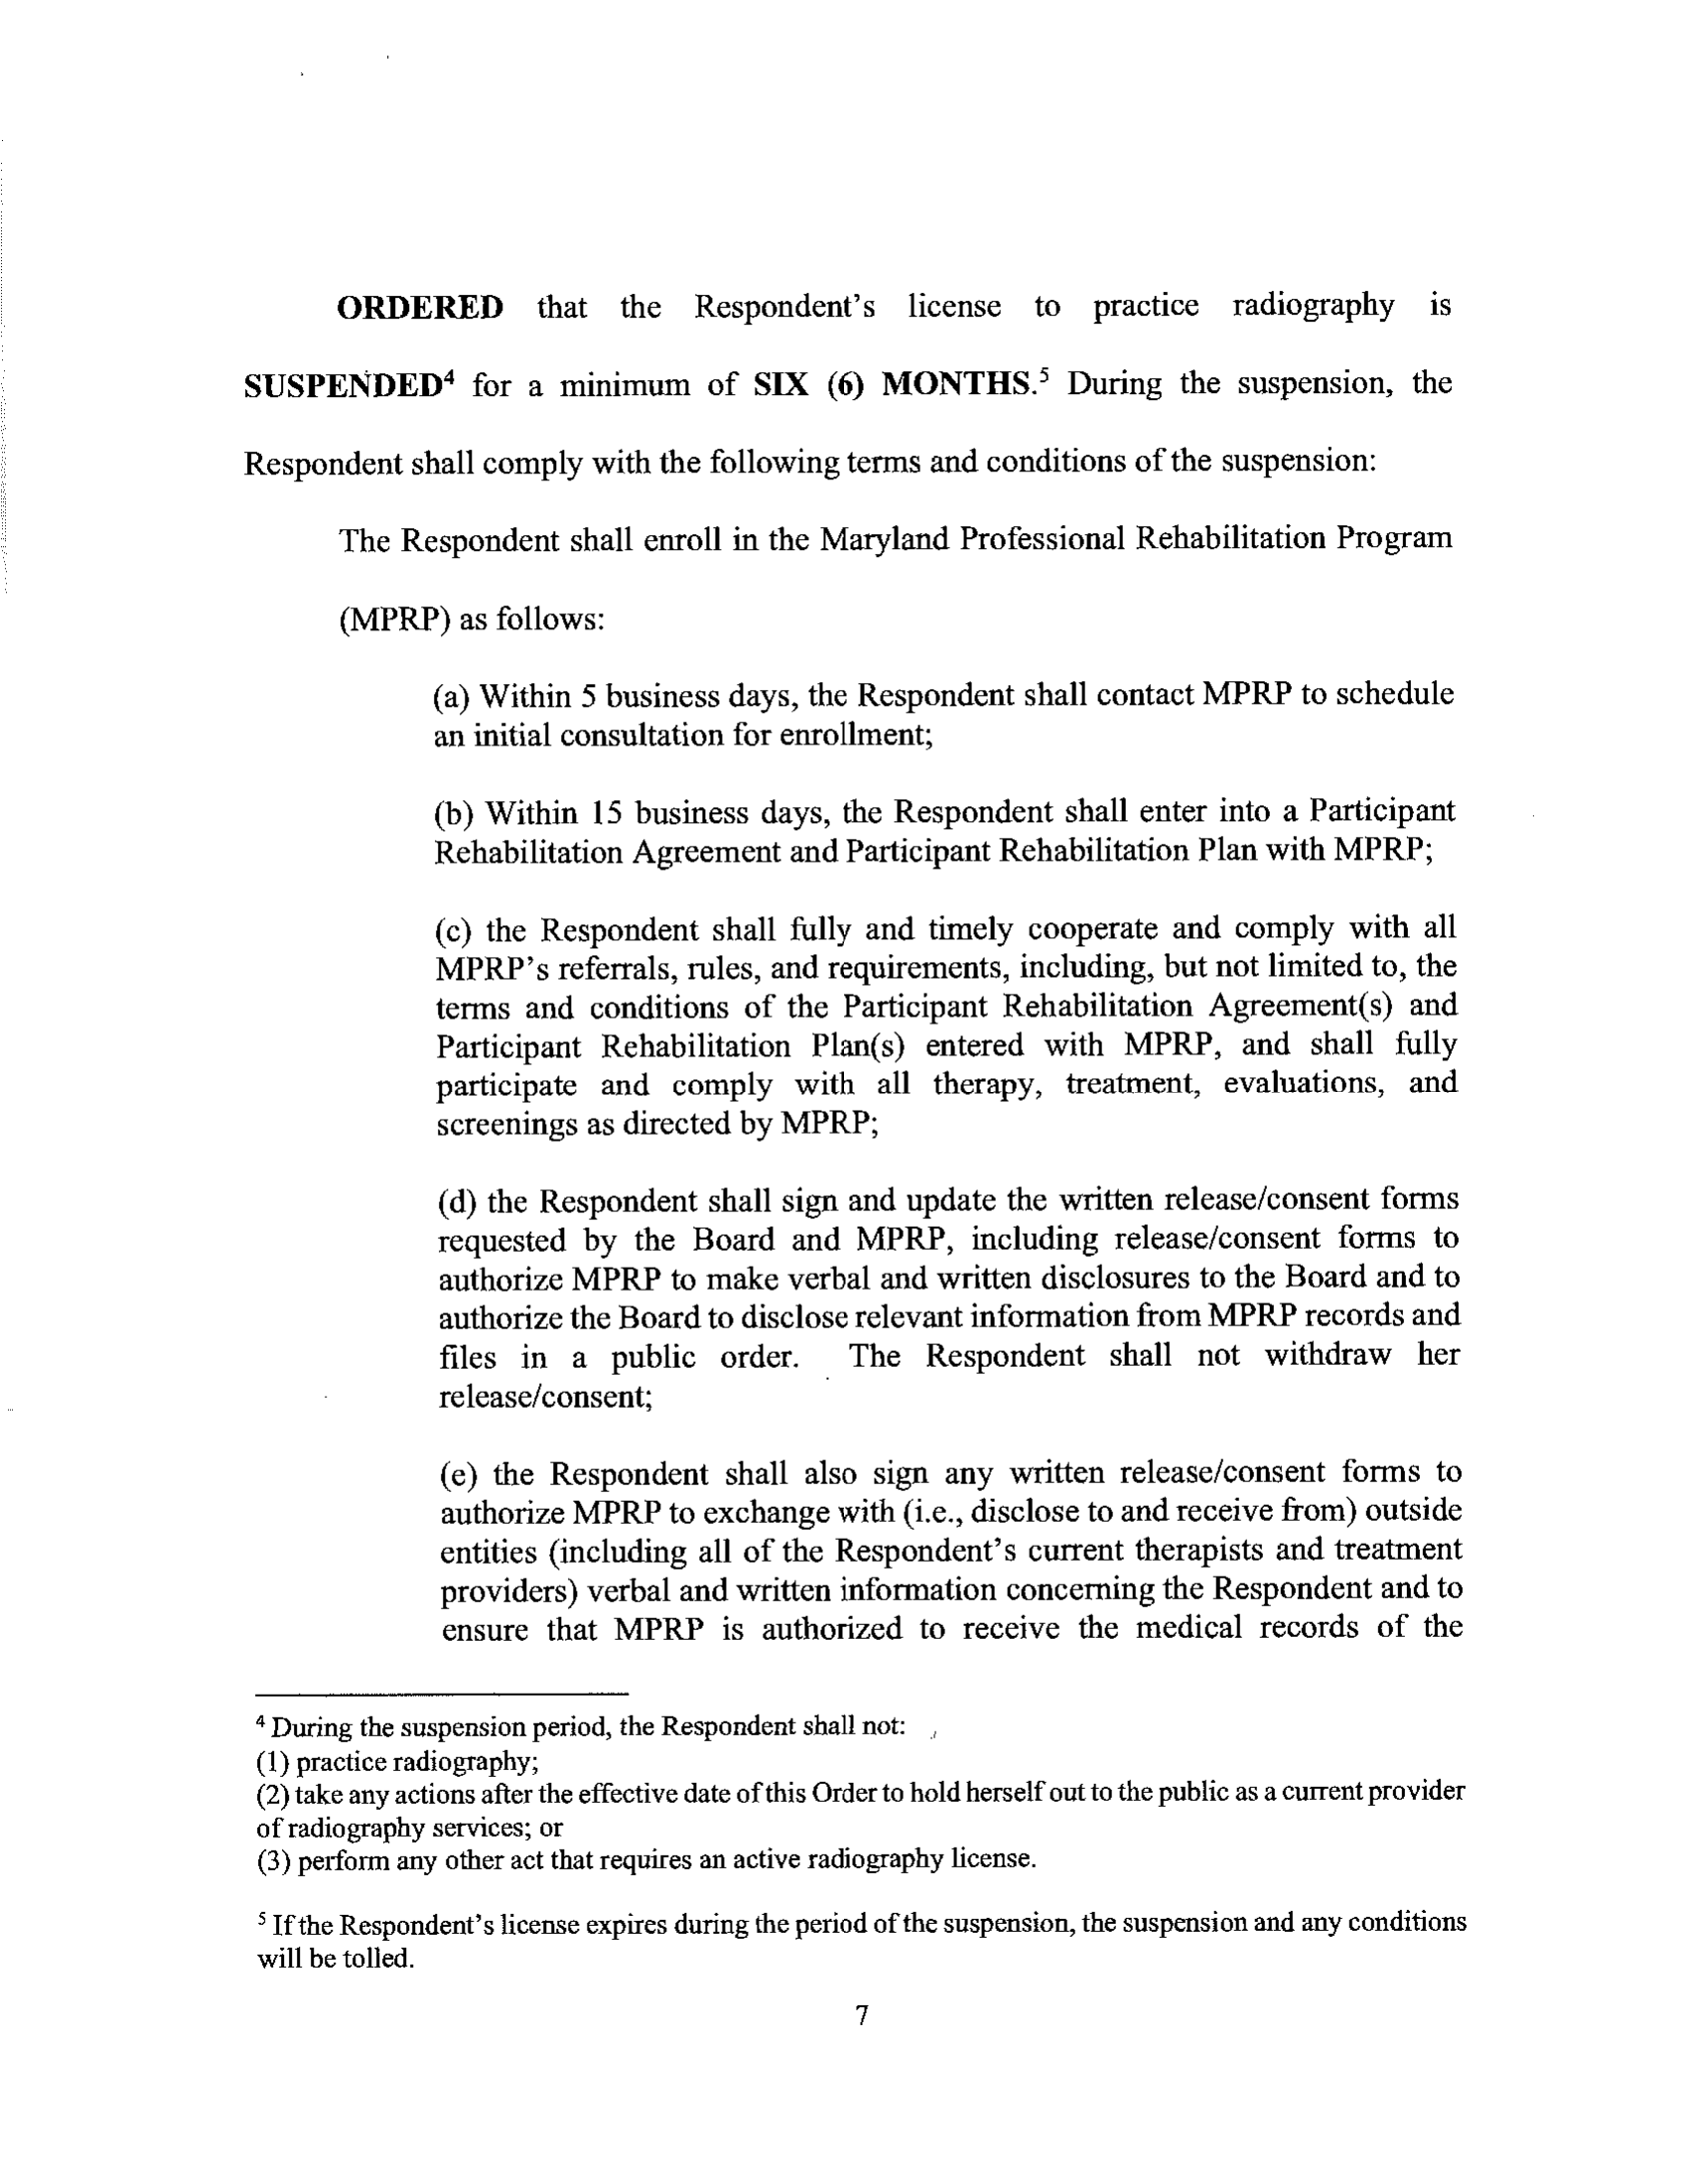 ORDERED that the Respondent's license to practice radiography is
SUSPENDED⁴ for a minimum of SIX (6) MONTHS.⁵ During the suspension, the
Respondent shall comply with the following terms and conditions of the suspension:
The Respondent shall enroll in the Maryland Professional Rehabilitation Program
(MPRP) as follows:
(a) Within 5 business days, the Respondent shall contact MPRP to schedule
an initial consultation for enrollment;
(b) Within 15 business days, the Respondent shall enter into a Participant
Rehabilitation Agreement and Participant Rehabilitation Plan with MPRP;
(c) the Respondent shall fully and timely cooperate and comply with all
MPRP's referrals, rules, and requirements, including, but not limited to, the
terms and conditions of the Participant Rehabilitation Agreement(s) and
Participant Rehabilitation Plan(s) entered with MPRP, and shall fully
participate and comply with all therapy, treatment, evaluations, and
screenings as directed by MPRP;
(d) the Respondent shall sign and update the written release/consent forms
requested by the Board and MPRP, including release/consent forms to
authorize MPRP to make verbal and written disclosures to the Board and to
authorize the Board to disclose relevant information from MPRP records and
files in a public order. The Respondent shall not withdraw her
release/consent;
(e) the Respondent shall also sign any written release/consent forms to
authorize MPRP to exchange with (i.e., disclose to and receive from) outside
entities (including all of the Respondent's current therapists and treatment
providers) verbal and written information concerning the Respondent and to
ensure that MPRP is authorized to receive the medical records of the
⁴ During the suspension period, the Respondent shall not:
(1) practice radiography;
(2) take any actions after the effective date of this Order to hold herself out to the public as a current provider
of radiography services; or
(3) perform any other act that requires an active radiography license.
⁵ If the Respondent's license expires during the period of the suspension, the suspension and any conditions
will be tolled.
7